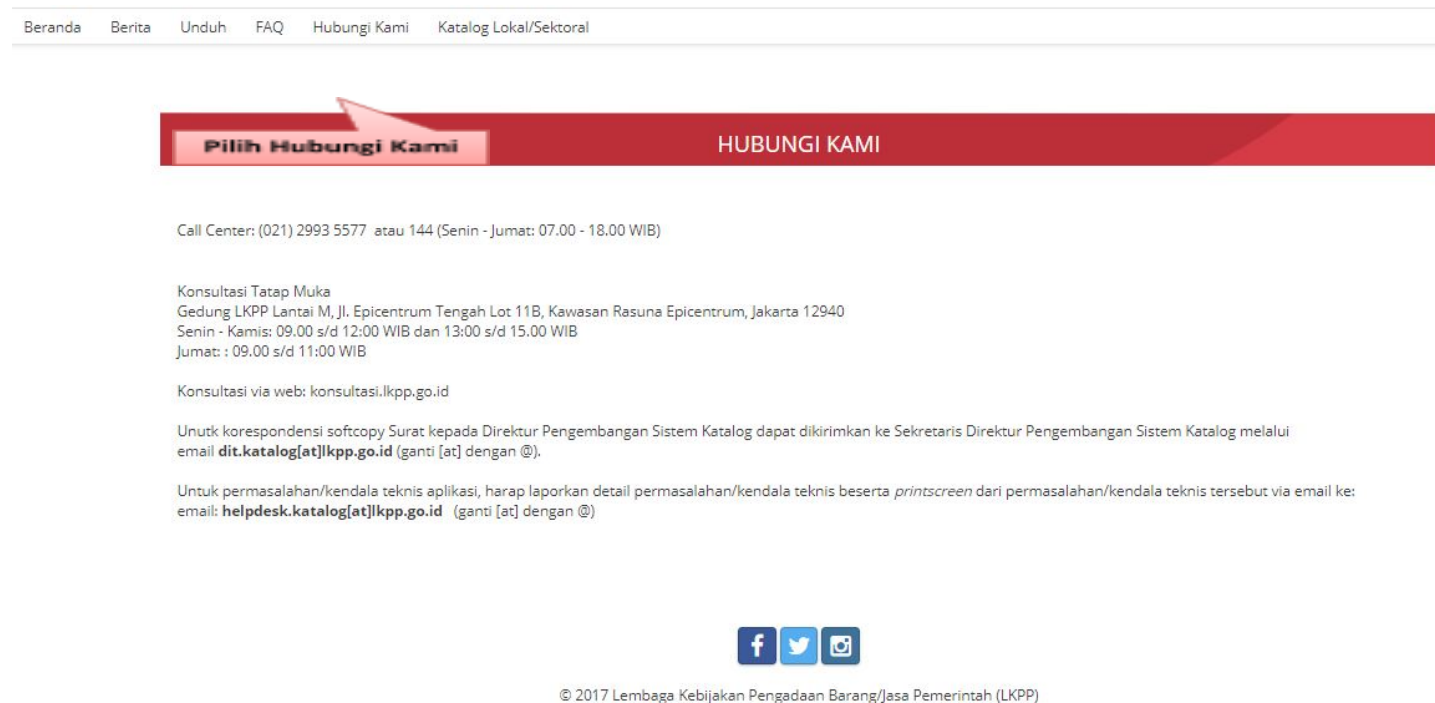 Beranda Berita Unduh FAQ Hubungi Kami Katalog Lokal/Sektoral
Pilih Hubungi Kami
HUBUNGI KAMI
Call Center: (021) 2993 5577 atau 144 (Senin - Jumat: 07.00 - 18.00 WIB)
Konsultasi Tatap Muka
Gedung LKPP Lantai M, Jl. Epicentrum Tengah Lot 11B, Kawasan Rasuna Epicentrum, Jakarta 12940
Senin - Kamis: 09.00 s/d 12:00 WIB dan 13:00 s/d 15.00 WIB
Jumat: : 09.00 s/d 11:00 WIB
Konsultasi via web: konsultasi.lkpp.go.id
Unutk korespondensi softcopy Surat kepada Direktur Pengembangan Sistem Katalog dapat dikirimkan ke Sekretaris Direktur Pengembangan Sistem Katalog melalui
email dit.katalog[at]lkpp.go.id (ganti [at] dengan @).
Untuk permasalahan/kendala teknis aplikasi, harap laporkan detail permasalahan/kendala teknis beserta printscreen dari permasalahan/kendala teknis tersebut via email ke:
email: helpdesk.katalog[at]lkpp.go.id (ganti [at] dengan @)
© 2017 Lembaga Kebijakan Pengadaan Barang/Jasa Pemerintah (LKPP)